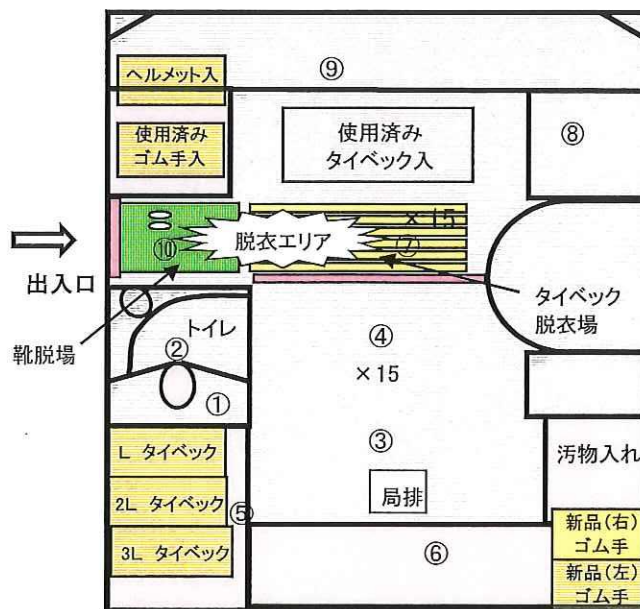 ヘルメット入
⑨
使用済み
ゴム手入
使用済み
タイベック入
⑧
×15
⑩
脱衣エリア
⑦
出入口
タイベック
脱衣場
靴脱場
トイレ
②
④
×15
①
③
L タイベック
汚物入れ
2L タイベック
⑤
局排
3L タイベック
⑥
新品(右)
ゴム手
新品(左)
ゴム手